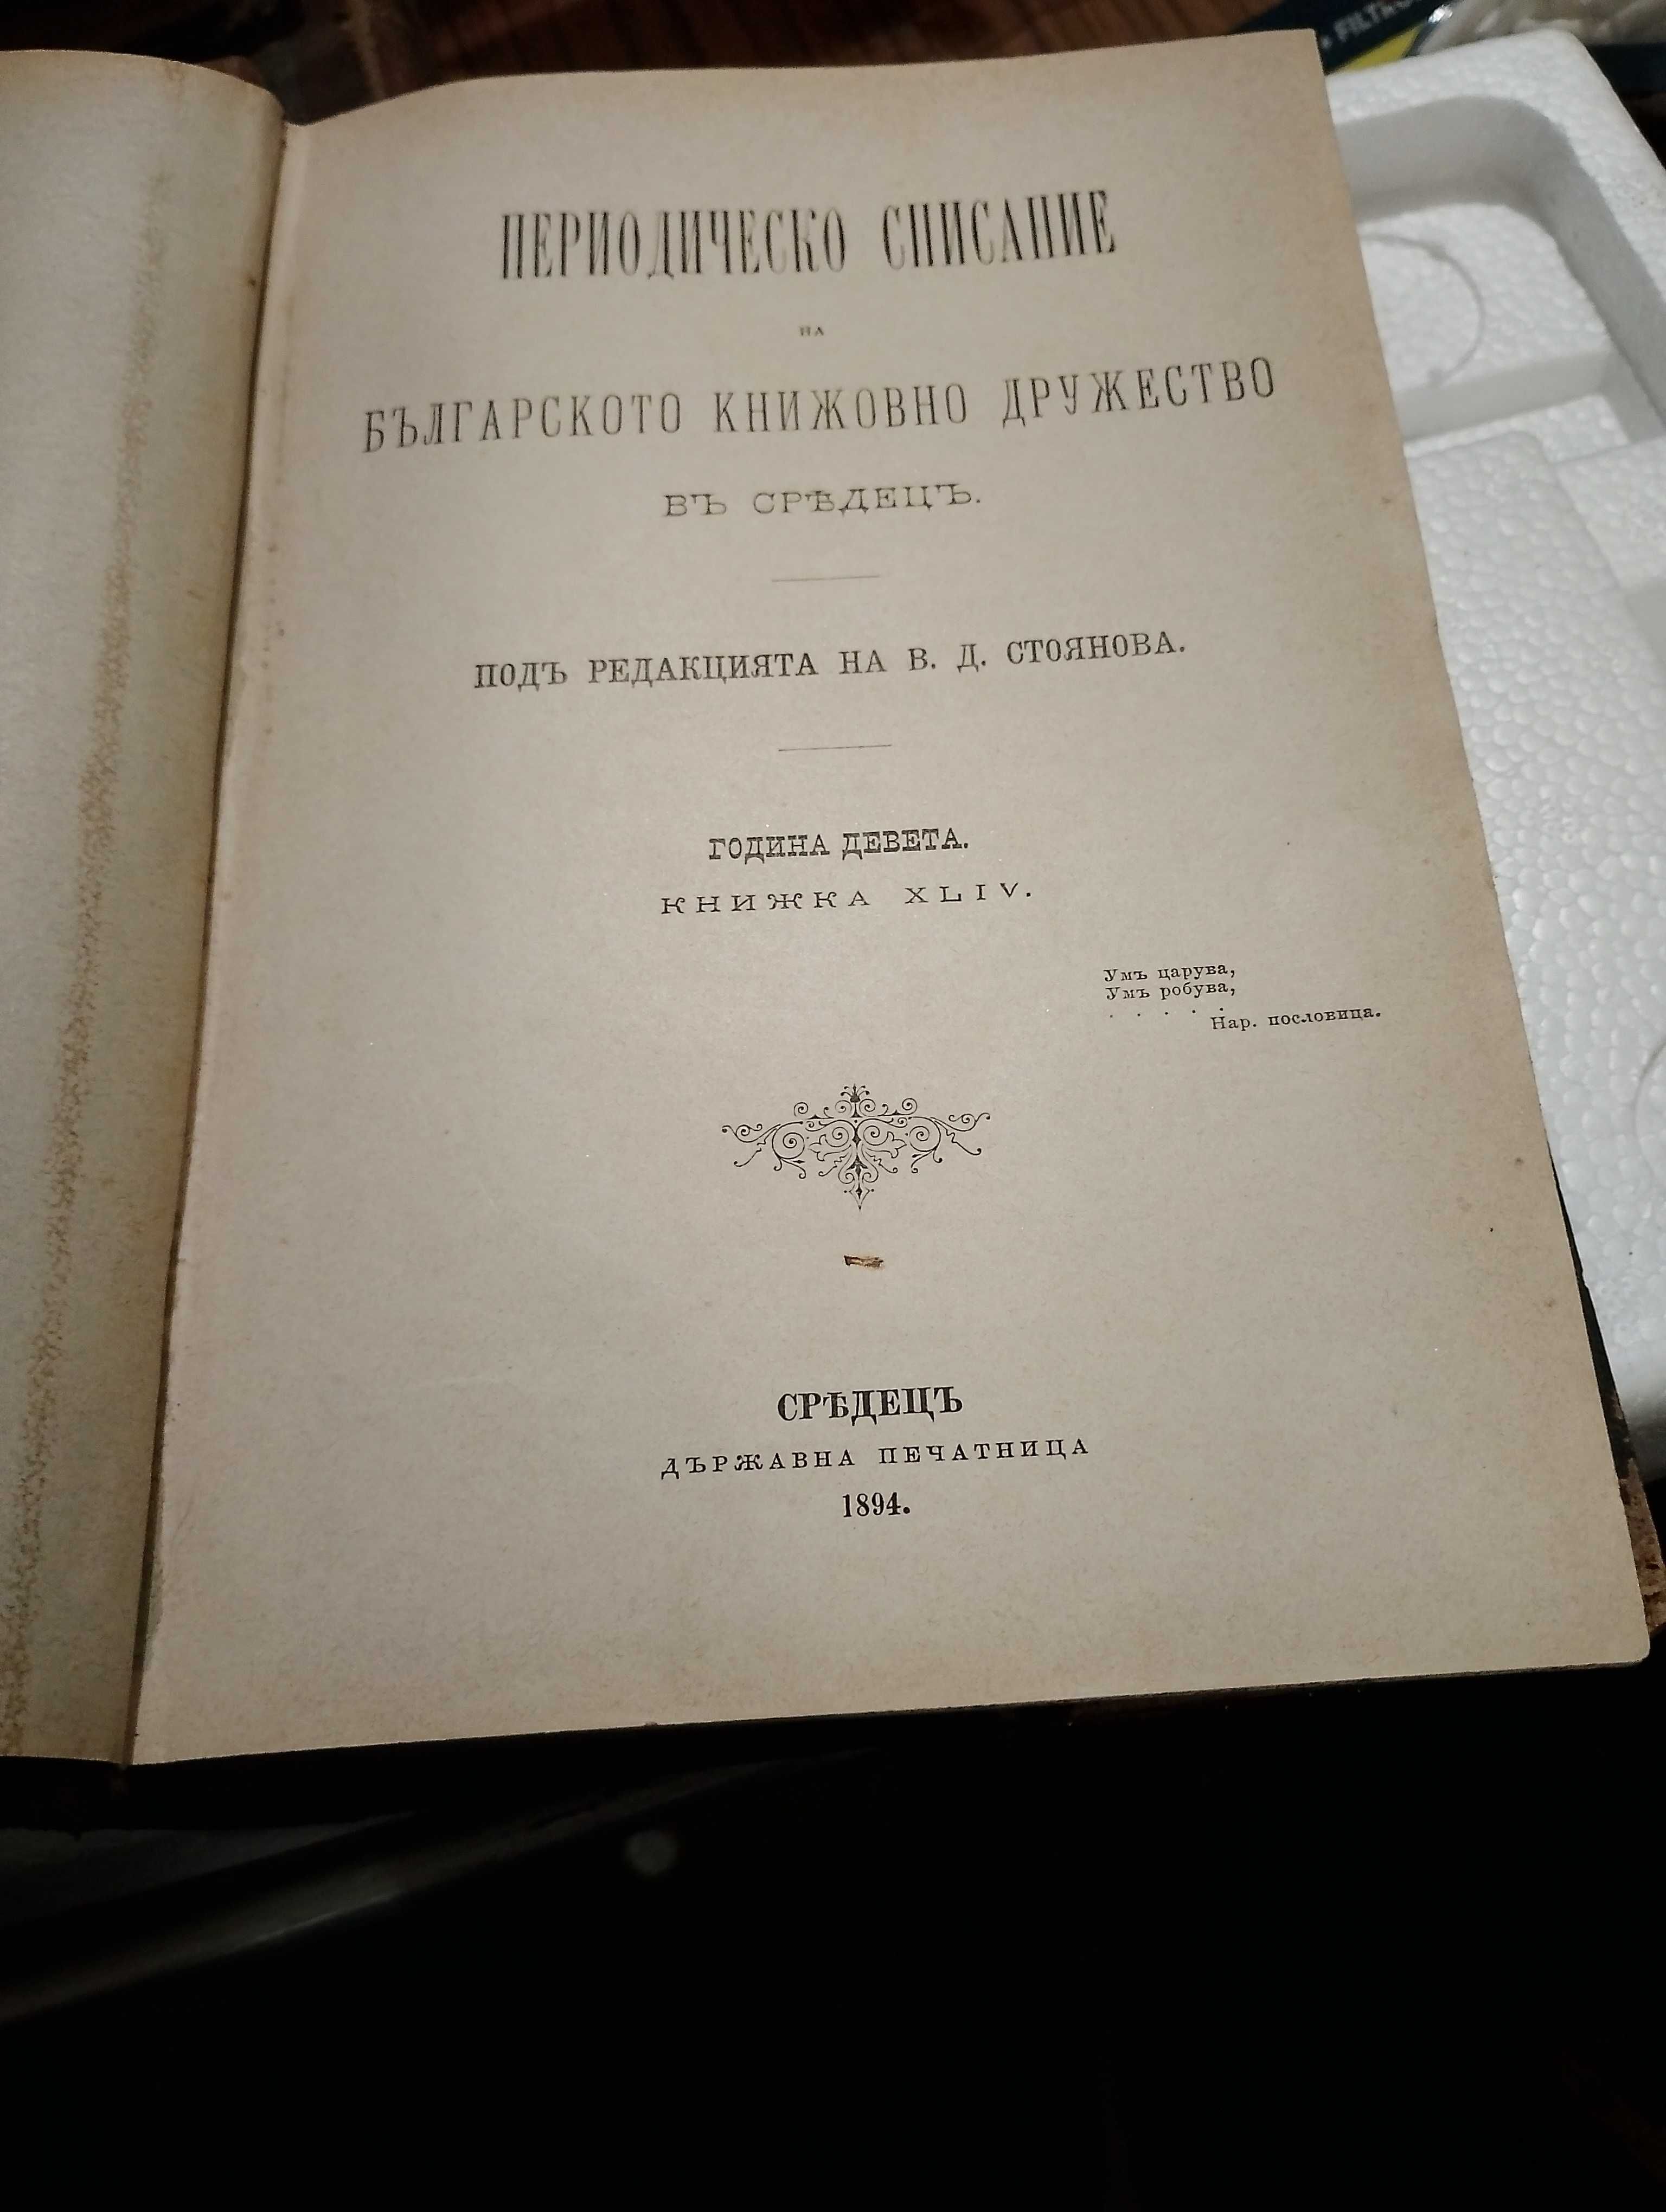 ПЕРИОДИЧЕСКО СПИСАНИЕ
НА
БЪЛГАРСКОТО КНИЖОВНО ДРУЖЕСТВО
ВЪ СРѢДЕЦЪ.
ПОДЪ РЕДАКЦИЯТА НА В. Д. СТОЯНОВА.
ГОДИНА ДЕВЕТА.
КНИЖКА XLIV.
Умъ царува,
Умъ робува,
. . . . .
Нар. пословица.
СРѢДЕЦЪ
ДЪРЖАВНА ПЕЧАТНИЦА
1894.